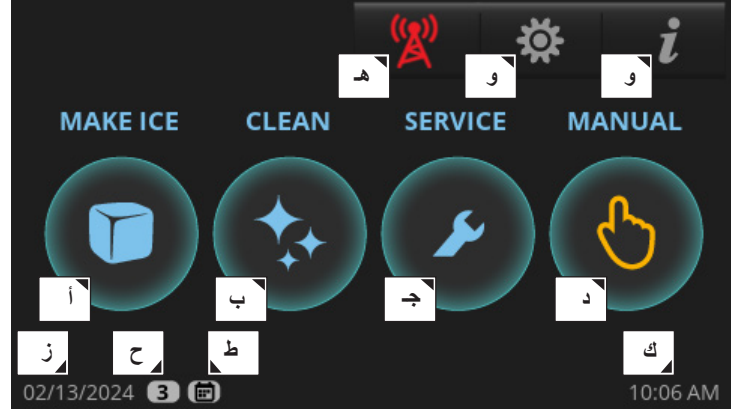 هـ و و
MAKE ICE CLEAN SERVICE MANUAL
أ ب جـ د
ز ح ط ك
02/13/2024 3 10:06 AM